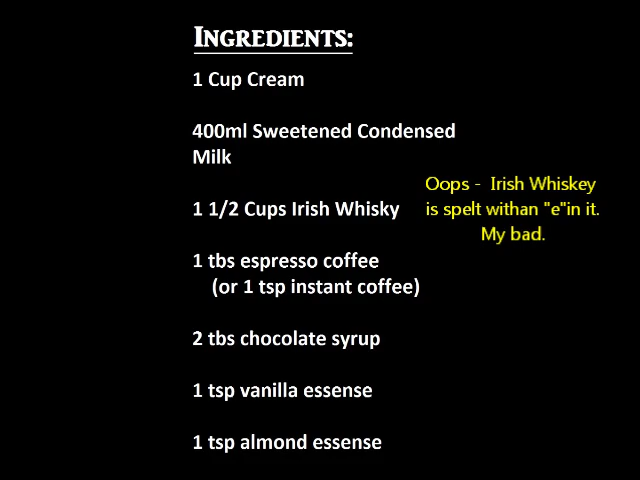 INGREDIENTS:
1 Cup Cream
400ml Sweetened Condensed
Milk
1 1/2 Cups Irish Whisky
Oops - Irish Whiskey
is spelt withan "e"in it.
My bad.
1 tbs espresso coffee
(or 1 tsp instant coffee)
2 tbs chocolate syrup
1 tsp vanilla essense
1 tsp almond essense